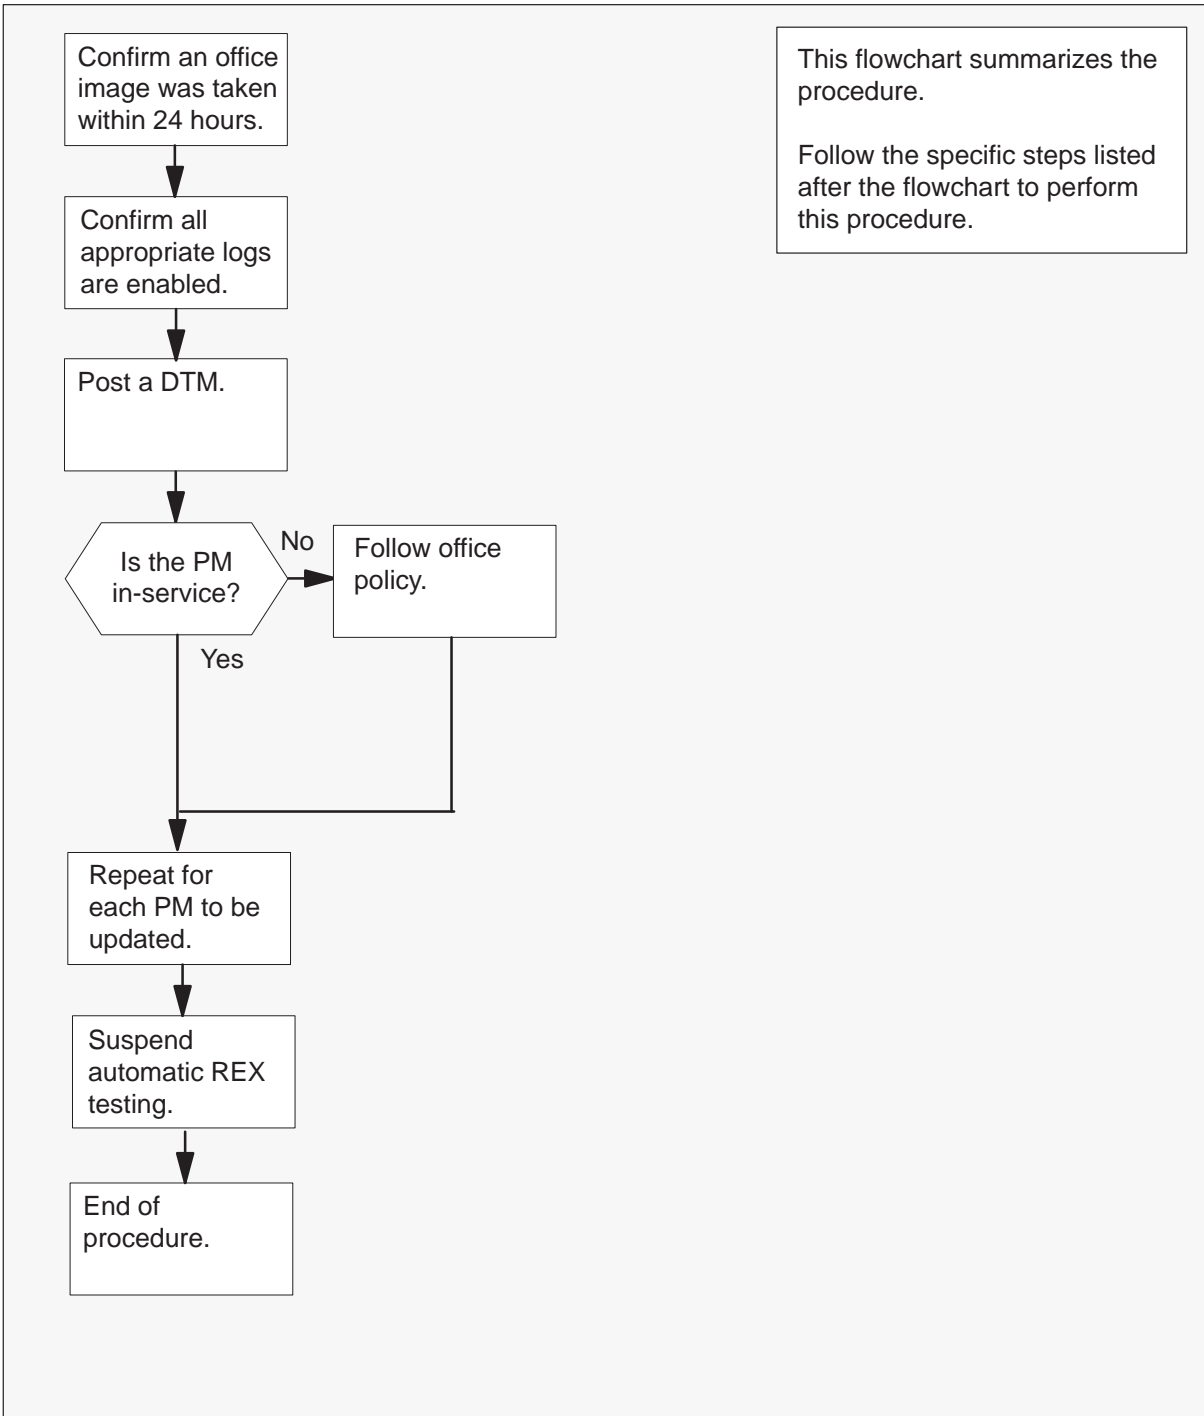 Confirm an office
image was taken
within 24 hours.
This flowchart summarizes the
procedure.
Follow the specific steps listed
after the flowchart to perform
this procedure.
Confirm all
appropriate logs
are enabled.
Post a DTM.
Is the PM
in-service?
No
Follow office
policy.
Yes
Repeat for
each PM to be
updated.
Suspend
automatic REX
testing.
End of
procedure.